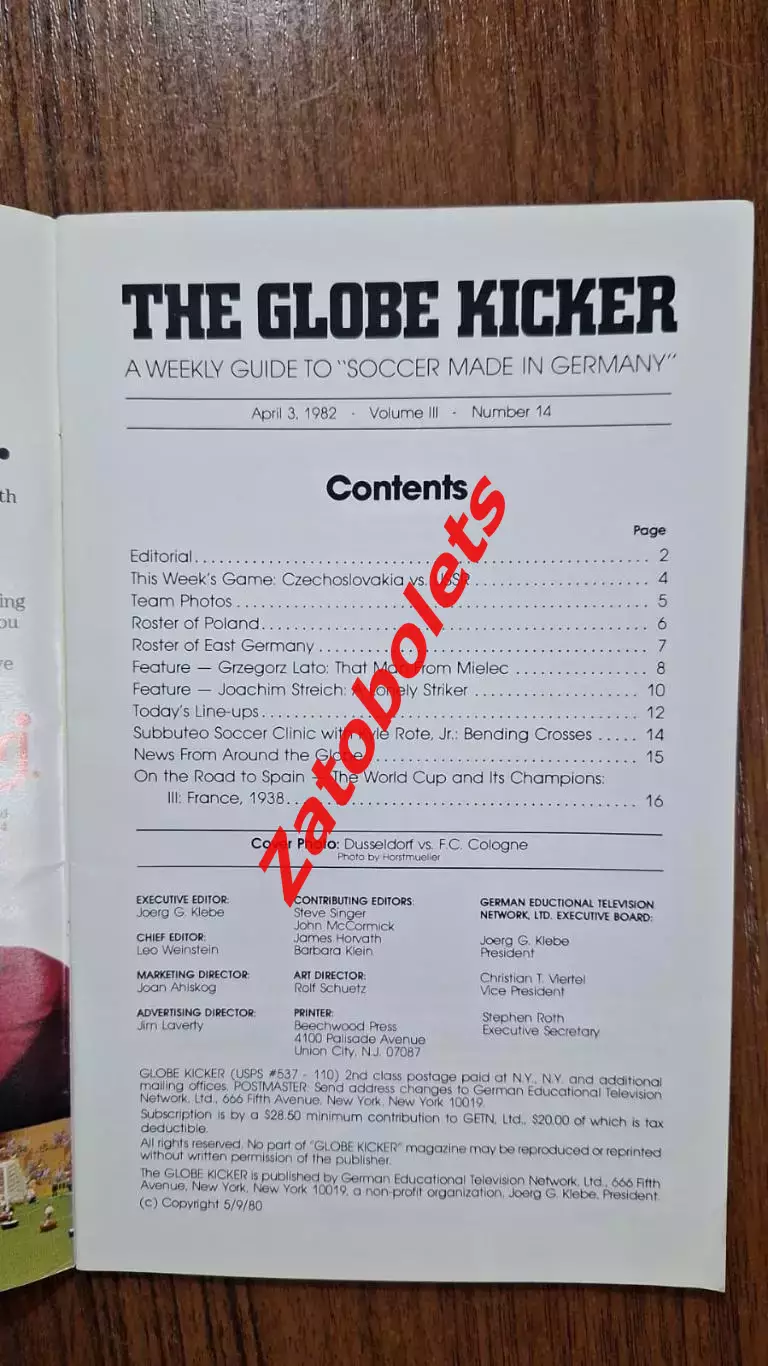 th
ing
ou
ve
THE GLOBE KICKER
A WEEKLY GUIDE TO "SOCCER MADE IN GERMANY"
April 3, 1982 · Volume III · Number 14
Contents
Page
Editorial 2
This Week's Game: Czechoslovakia vs. USSR 4
Team Photos 5
Roster of Poland 6
Roster of East Germany 7
Feature — Grzegorz Lato: That Man From Mielec 8
Feature — Joachim Streich: A Lonely Striker 10
Today's Line-ups 12
Subbuteo Soccer Clinic with Kyle Rote, Jr.: Bending Crosses 14
News From Around the Globe 15
On the Road to Spain — The World Cup and Its Champions:
III: France, 1938 16
Cover Photo: Dusseldorf vs. F.C. Cologne
Photo by Horstmueller
EXECUTIVE EDITOR:
Joerg G. Klebe
CHIEF EDITOR:
Leo Weinstein
MARKETING DIRECTOR:
Joan Ahlskog
ADVERTISING DIRECTOR:
Jim Laverty
CONTRIBUTING EDITORS:
Steve Singer
John McCormick
James Horvath
Barbara Klein
ART DIRECTOR:
Rolf Schuetz
PRINTER:
Beechwood Press
4100 Palisade Avenue
Union City, N.J. 07087
GERMAN EDUCTIONAL TELEVISION
NETWORK, LTD. EXECUTIVE BOARD:
Joerg G. Klebe
President
Christian T. Viertel
Vice President
Stephen Roth
Executive Secretary
GLOBE KICKER (USPS #537 - 110) 2nd class postage paid at N.Y., N.Y. and additional
mailing offices. POSTMASTER: Send address changes to German Educational Television
Network, Ltd., 666 Fifth Avenue, New York, New York 10019.
Subscription is by a $28.50 minimum contribution to GETN, Ltd., $20.00 of which is tax
deductible.
All rights reserved. No part of "GLOBE KICKER" magazine may be reproduced or reprinted
without written permission of the publisher.
The GLOBE KICKER is published by German Educational Television Network, Ltd., 666 Fifth
Avenue, New York, New York 10019, a non-profit organization, Joerg G. Klebe, President.
(c) Copyright 5/9/80
Zatobolets